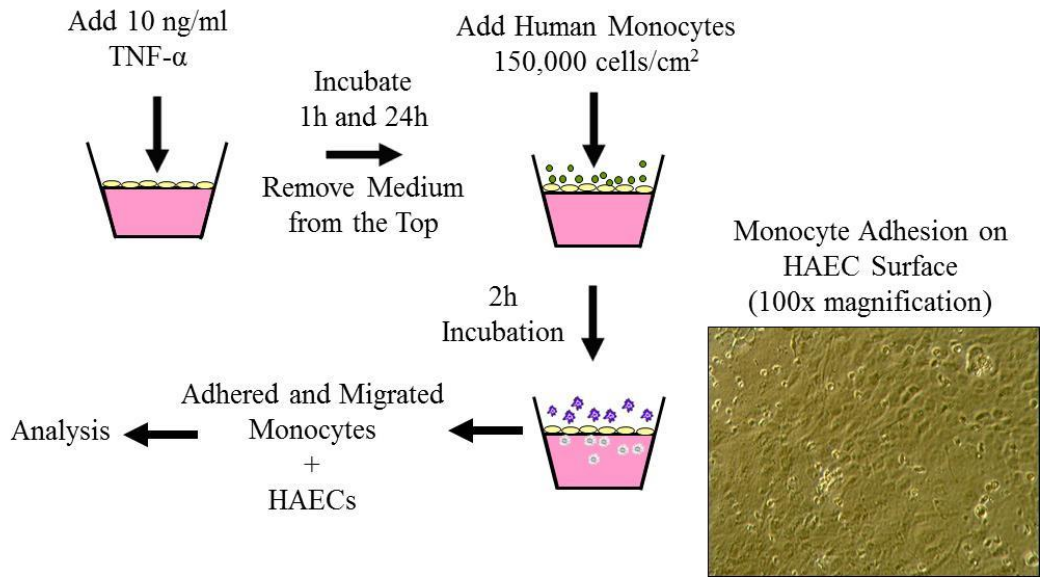 Add 10 ng/ml
TNF-α
Incubate
1h and 24h
Remove Medium
from the Top
Add Human Monocytes
150,000 cells/cm²
2h
Incubation
Adhered and Migrated
Monocytes
+
HAECs
Analysis
Monocyte Adhesion on
HAEC Surface
(100x magnification)